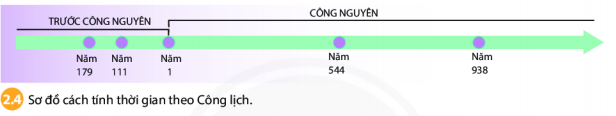 CÔNG NGUYÊN
TRƯỚC CÔNG NGUYÊN
Năm 179
Năm 111
Năm 1
Năm 544
Năm 938
2.4 Sơ đồ cách tính thời gian theo Công lịch.